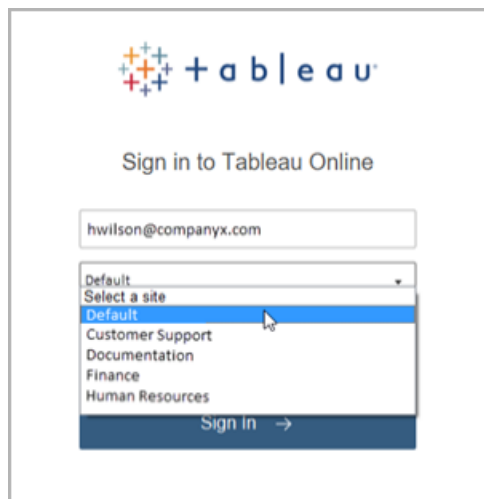 + a b l e a u
Sign in to Tableau Online
hwilson@companyx.com
Default
Select a site
Default
Customer Support
Documentation
Finance
Human Resources
Sign In →